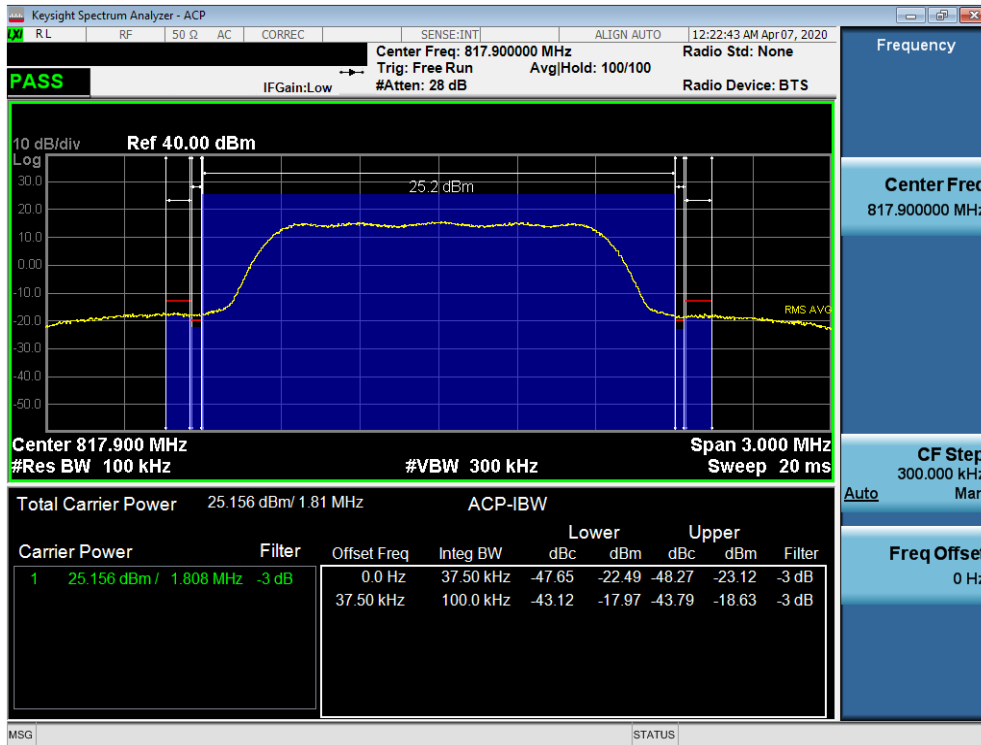 Keysight Spectrum Analyzer - ACP
LXI RL RF 50 Ω AC CORREC SENSE:INT ALIGN AUTO 12:22:43 AM Apr 07, 2020
Center Freq: 817.900000 MHz Radio Std: None
Trig: Free Run Avg|Hold: 100/100
PASS IFGain:Low #Atten: 28 dB Radio Device: BTS
Frequency
10 dB/div Ref 40.00 dBm
Log
30.0
25.2 dBm
20.0
10.0
0.00
-10.0
RMS AVG
-20.0
-30.0
-40.0
-50.0
Center 817.900 MHz Span 3.000 MHz
#Res BW 100 kHz #VBW 300 kHz Sweep 20 ms
Center Freq
817.900000 MHz
CF Step
300.000 kHz
Auto Man
Freq Offset
0 Hz
Total Carrier Power 25.156 dBm/ 1.81 MHz ACP-IBW
Lower Upper
Carrier Power Filter Offset Freq Integ BW dBc dBm dBc dBm Filter
1 25.156 dBm / 1.808 MHz -3 dB 0.0 Hz 37.50 kHz -47.65 -22.49 -48.27 -23.12 -3 dB
37.50 kHz 100.0 kHz -43.12 -17.97 -43.79 -18.63 -3 dB
MSG STATUS